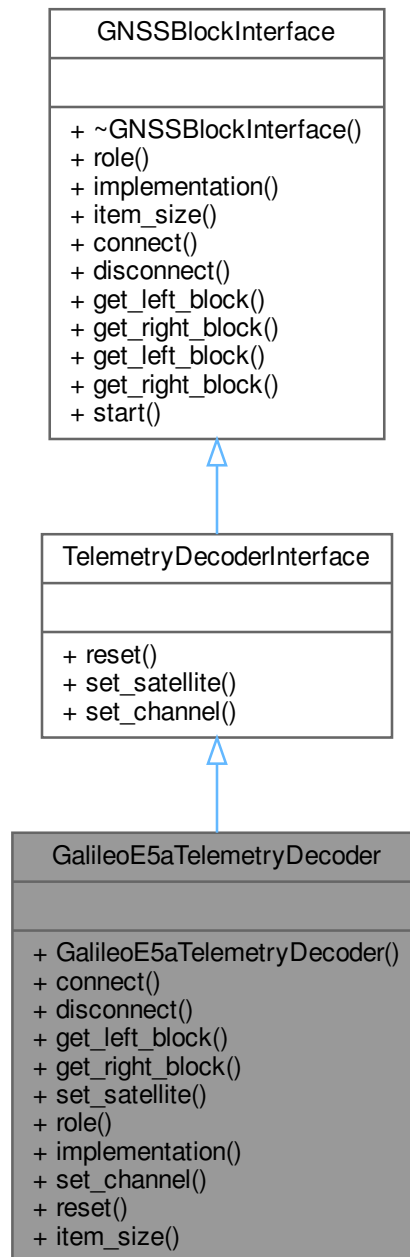 GNSSBlockInterface
+ ~GNSSBlockInterface()
+ role()
+ implementation()
+ item_size()
+ connect()
+ disconnect()
+ get_left_block()
+ get_right_block()
+ get_left_block()
+ get_right_block()
+ start()
TelemetryDecoderInterface
+ reset()
+ set_satellite()
+ set_channel()
GalileoE5aTelemetryDecoder
+ GalileoE5aTelemetryDecoder()
+ connect()
+ disconnect()
+ get_left_block()
+ get_right_block()
+ set_satellite()
+ role()
+ implementation()
+ set_channel()
+ reset()
+ item_size()